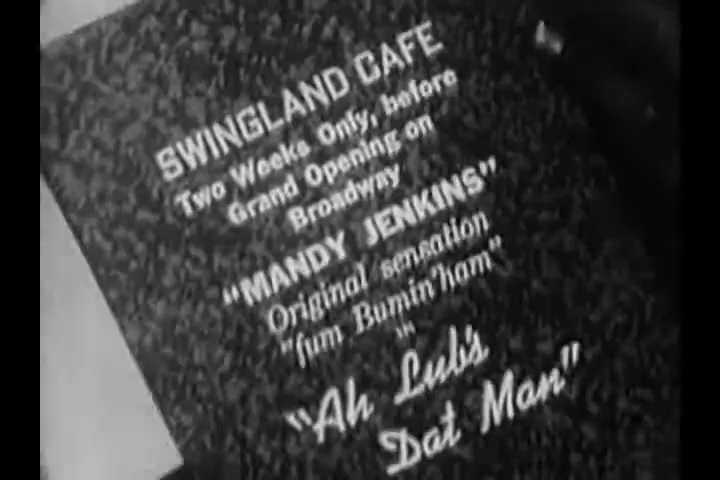 SWINGLAND CAFE
Two Weeks Only, before
Grand Opening on
Broadway
"MANDY JENKINS"
Original sensation
"fum Bumin'ham"
IN
"Ah Lub's
Dat Man"